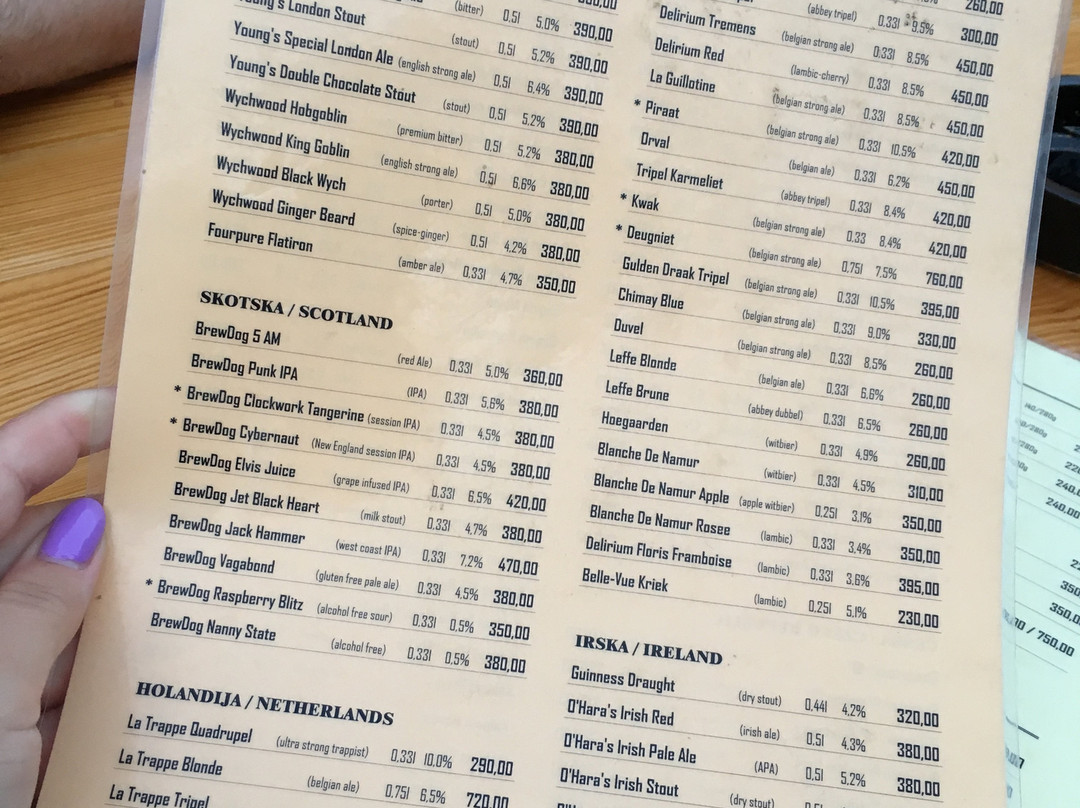 (bitter) 0,5l 5.0% 390,00
Young's London Stout (stout) 0,5l 5.2% 390,00
Young's Special London Ale (english strong ale) 0,5l 6.4% 390,00
Young's Double Chocolate Stout (stout) 0,5l 5.2% 390,00
Wychwood Hobgoblin (premium bitter) 0,5l 5.2% 380,00
Wychwood King Goblin (english strong ale) 0,5l 6.6% 380,00
Wychwood Black Wych (porter) 0,5l 5.0% 380,00
Wychwood Ginger Beard (spice-ginger) 0,5l 4.2% 380,00
Fourpure Flatiron (amber ale) 0.33l 4.7% 350,00
SKOTSKA / SCOTLAND
BrewDog 5 AM (red Ale) 0.33l 5.0% 360,00
BrewDog Punk IPA (IPA) 0.33l 5,6% 380,00
* BrewDog Clockwork Tangerine (session IPA) 0.33l 4,5% 380,00
* BrewDog Cybernaut (New England session IPA) 0.33l 4.5% 380,00
BrewDog Elvis Juice (grape infused IPA) 0,33l 6.5% 420,00
BrewDog Jet Black Heart (milk stout) 0.33l 4.7% 380,00
BrewDog Jack Hammer (west coast IPA) 0.33l 7.2% 470,00
BrewDog Vagabond (gluten free pale ale) 0.33l 4.5% 380,00
* BrewDog Raspberry Blitz (alcohol free sour) 0.33l 0.5% 350,00
BrewDog Nanny State (alcohol free) 0,33l 0.5% 380,00
HOLANDIJA / NETHERLANDS
La Trappe Quadrupel (ultra strong trappist) 0,33l 10.0% 290,00
La Trappe Blonde (belgian ale) 0.75l 6.5% 720,00
La Trappe Tripel
260,00
(abbey tripel) 0.33l 9.5% 300,00
Delirium Tremens (belgian strong ale) 0.33l 8.5% 450,00
Delirium Red (lambic-cherry) 0.33l 8.5% 450,00
La Guillotine (belgian strong ale) 0.33l 8.5% 450,00
* Piraat (belgian strong ale) 0.33l 10.5% 420,00
Orval (belgian ale) 0.33l 6.2% 450,00
Tripel Karmeliet (abbey tripel) 0.33l 8.4% 420,00
* Kwak (belgian strong ale) 0.33 8.4% 420,00
* Deugniet (belgian strong ale) 0.75l 7.5% 760,00
Gulden Draak Tripel (belgian strong ale) 0.33l 10.5% 395,00
Chimay Blue (belgian strong ale) 0.33l 9.0% 330,00
Duvel (belgian strong ale) 0.33l 8.5% 260,00
Leffe Blonde (belgian ale) 0.33l 6.6% 260,00
Leffe Brune (abbey dubbel) 0.33l 6.5% 260,00
Hoegaarden (witbier) 0.33l 4.9% 260,00
Blanche De Namur (witbier) 0.33l 4.5% 310,00
Blanche De Namur Apple (apple witbier) 0.25l 3.1% 350,00
Blanche De Namur Rosee (lambic) 0.33l 3.4% 350,00
Delirium Floris Framboise (lambic) 0.33l 3.6% 395,00
Belle-Vue Kriek (lambic) 0,25l 5.1% 230,00
IRSKA / IRELAND
Guinness Draught (dry stout) 0.44l 4.2% 320,00
O'Hara's Irish Red (irish ale) 0.5l 4.3% 380,00
O'Hara's Irish Pale Ale (APA) 0.5l 5.2% 380,00
O'Hara's Irish Stout (dry stout)
240,00
350,0
/ 750,00